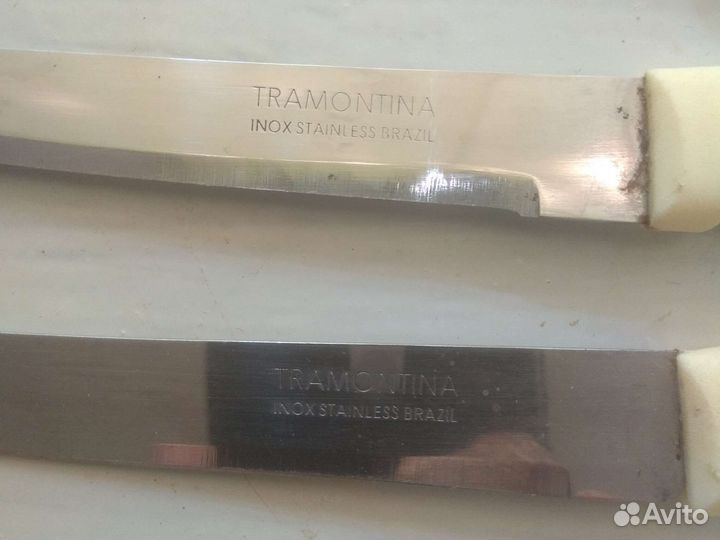 TRAMONTINA
INOX STAINLESS BRAZIL
TRAMONTINA
INOX STAINLESS BRAZIL
Avito